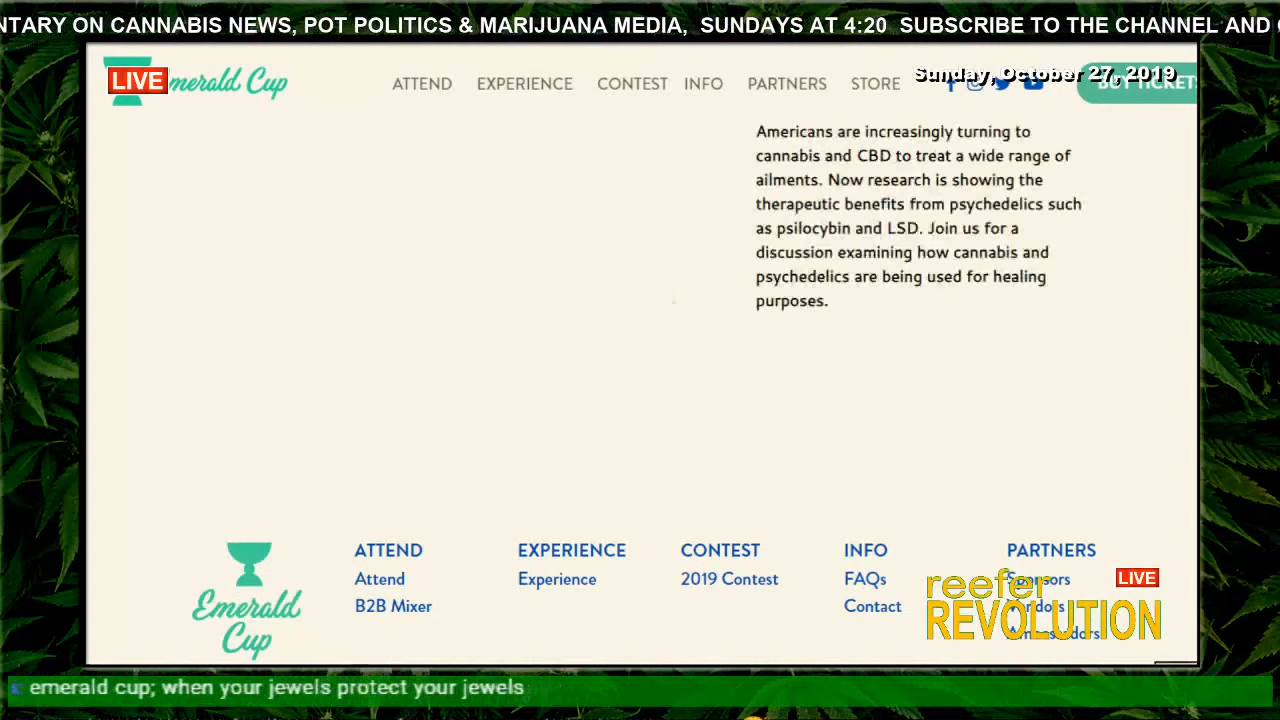 NTARY ON CANNABIS NEWS, POT POLITICS & MARIJUANA MEDIA, SUNDAYS AT 4:20 SUBSCRIBE TO THE CHANNEL AND
LIVE
merald Cup
ATTEND EXPERIENCE CONTEST INFO PARTNERS STORE
Sunday, October 27, 2019
BUY TICKETS
Americans are increasingly turning to
cannabis and CBD to treat a wide range of
ailments. Now research is showing the
therapeutic benefits from psychedelics such
as psilocybin and LSD. Join us for a
discussion examining how cannabis and
psychedelics are being used for healing
purposes.
ATTEND EXPERIENCE CONTEST INFO PARTNERS
Attend Experience 2019 Contest FAQs Sponsors
B2B Mixer Contact Vendors
Ambassadors
Emerald
Cup
reefer LIVE
REVOLUTION
emerald cup; when your jewels protect your jewels